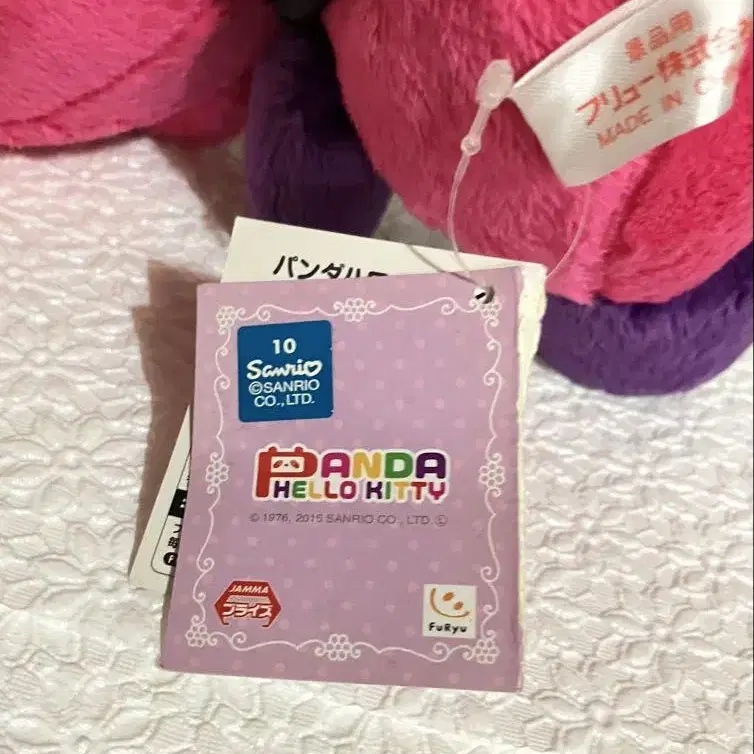 景品用
フリュー株式会
MADE IN C
パンダル
10
Sanrio
©SANRIO
CO.,LTD.
PANDA
HELLO KITTY
© 1976, 2015 SANRIO CO., LTD. Ⓛ
JAMMA
プライズ
FuRyu